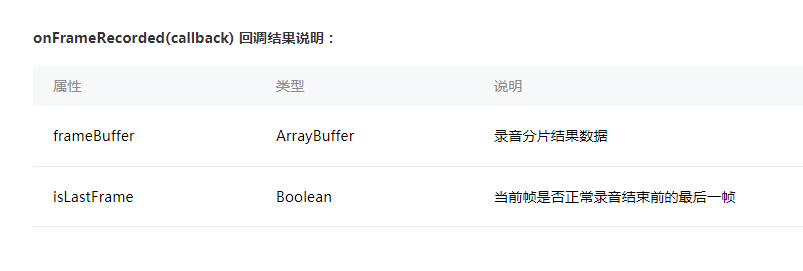 onFrameRecorded(callback) 回调结果说明：
属性 类型 说明
frameBuffer ArrayBuffer 录音分片结果数据
isLastFrame Boolean 当前帧是否正常录音结束前的最后一帧